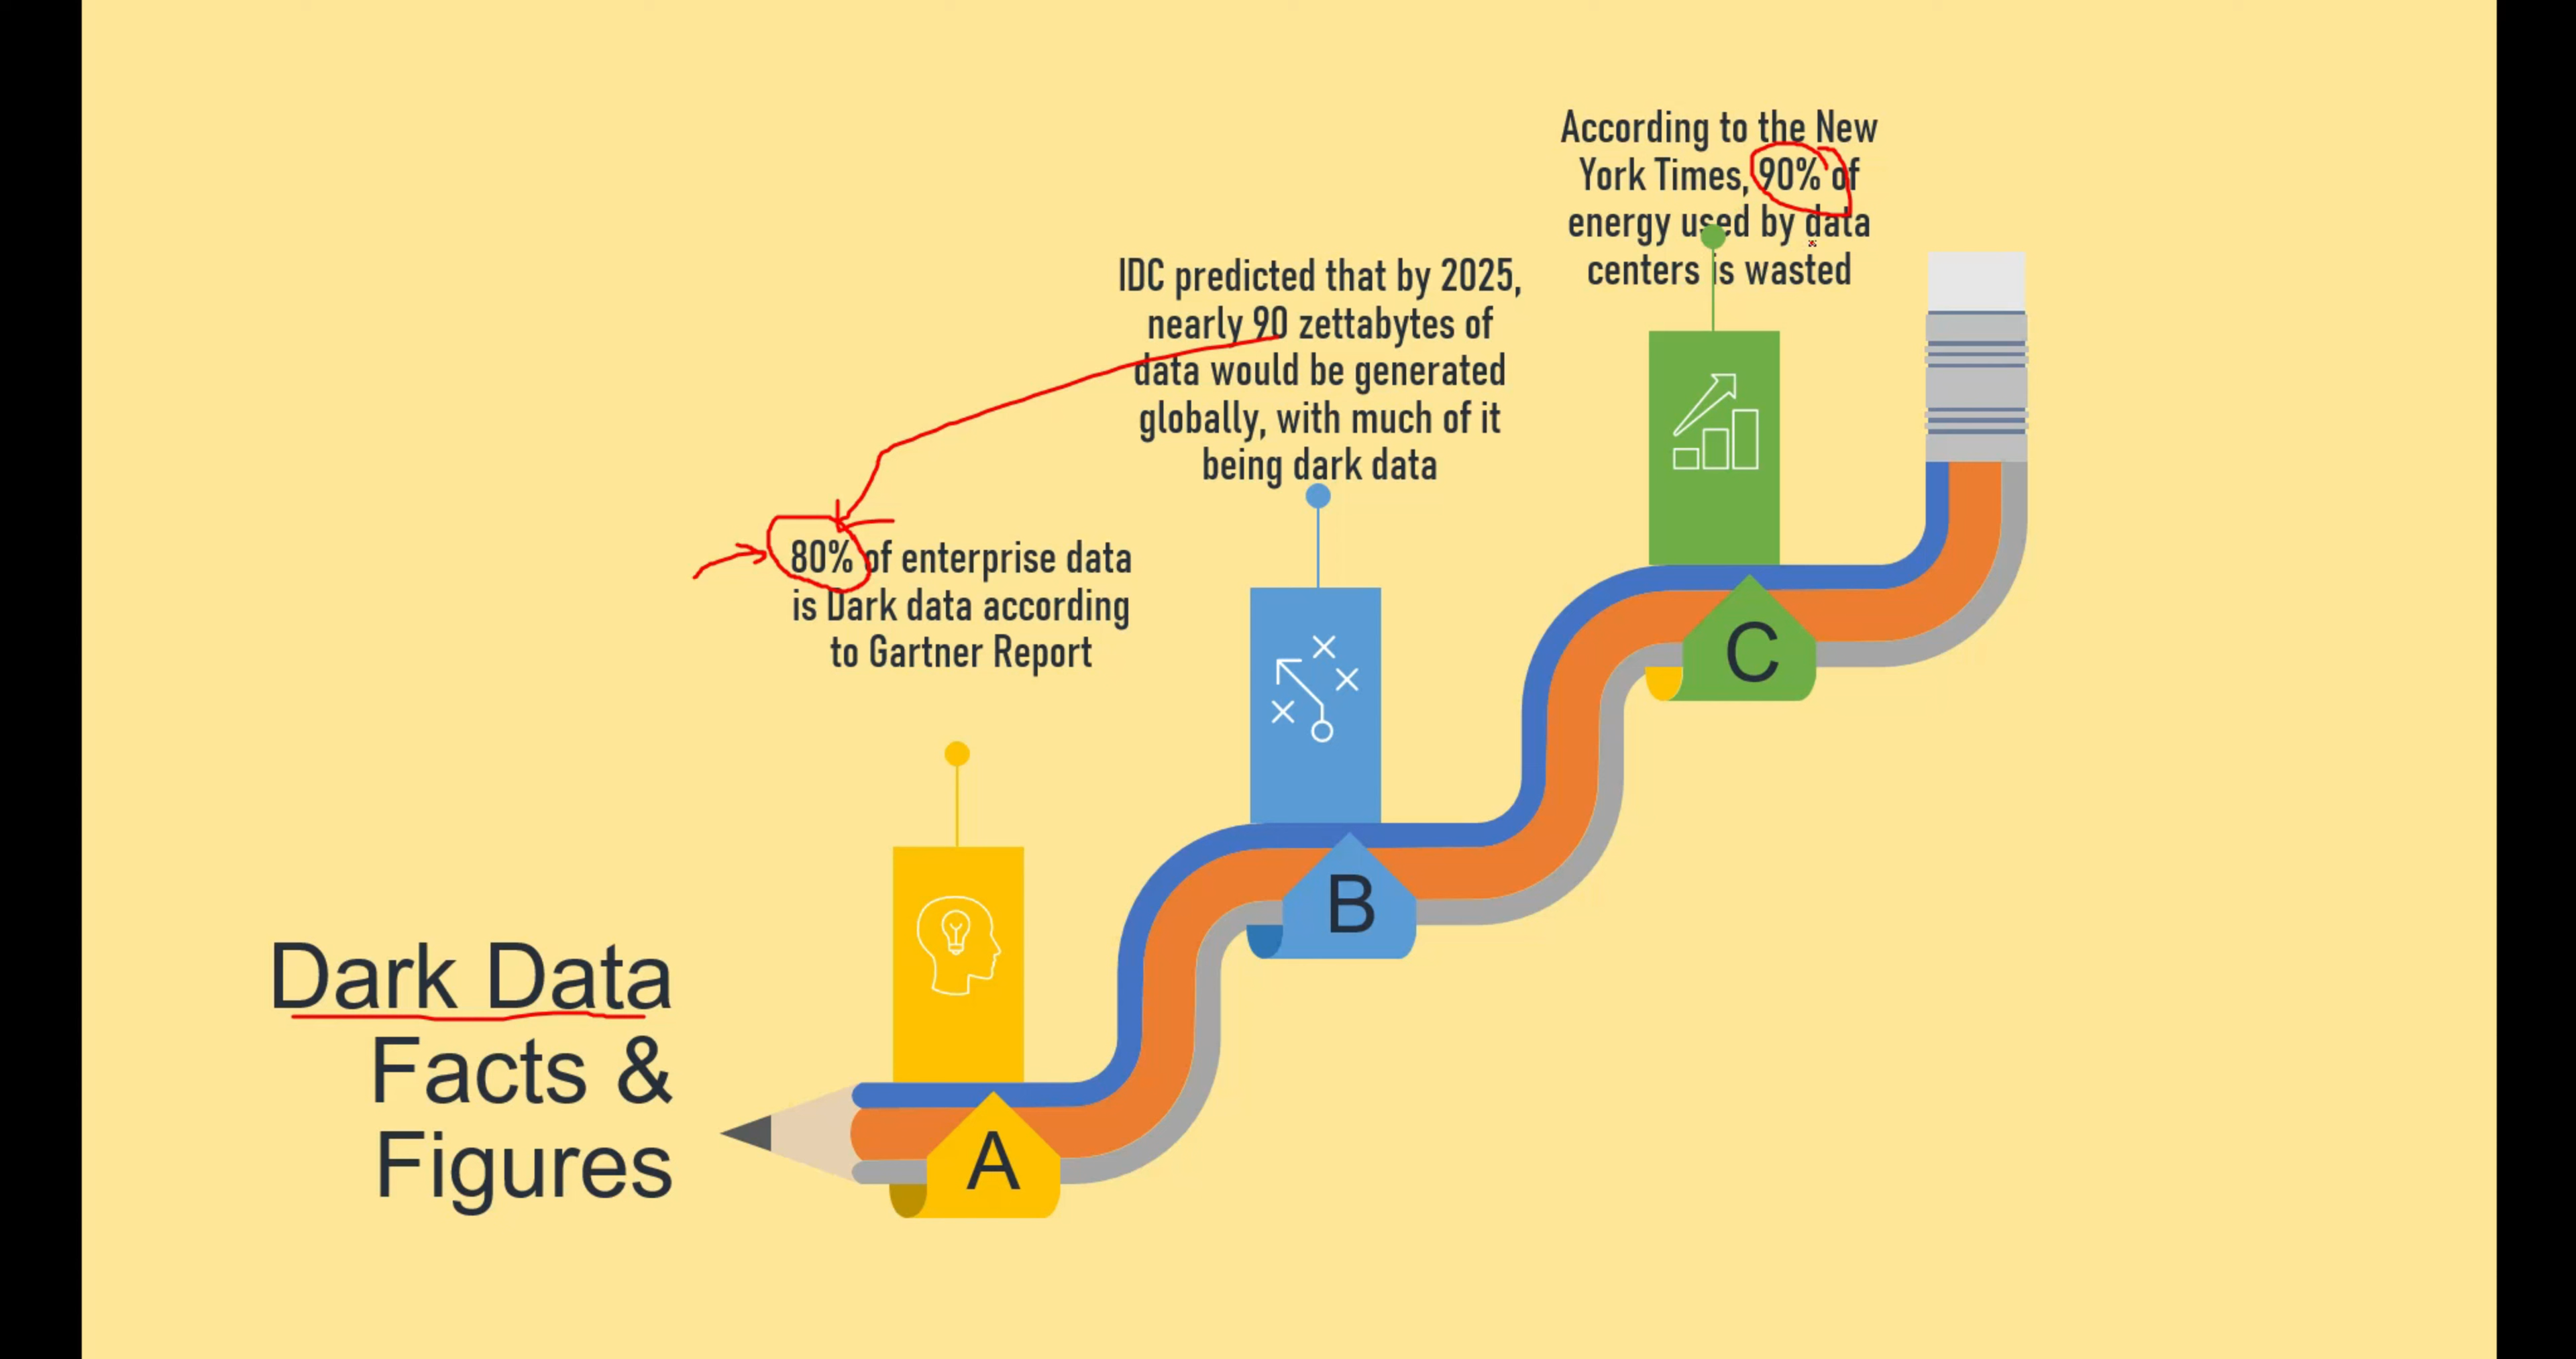 Dark Data
Facts &
Figures
80% of enterprise data
is Dark data according
to Gartner Report
A
IDC predicted that by 2025,
nearly 90 zettabytes of
data would be generated
globally, with much of it
being dark data
B
According to the New
York Times, 90% of
energy used by data
centers is wasted
C